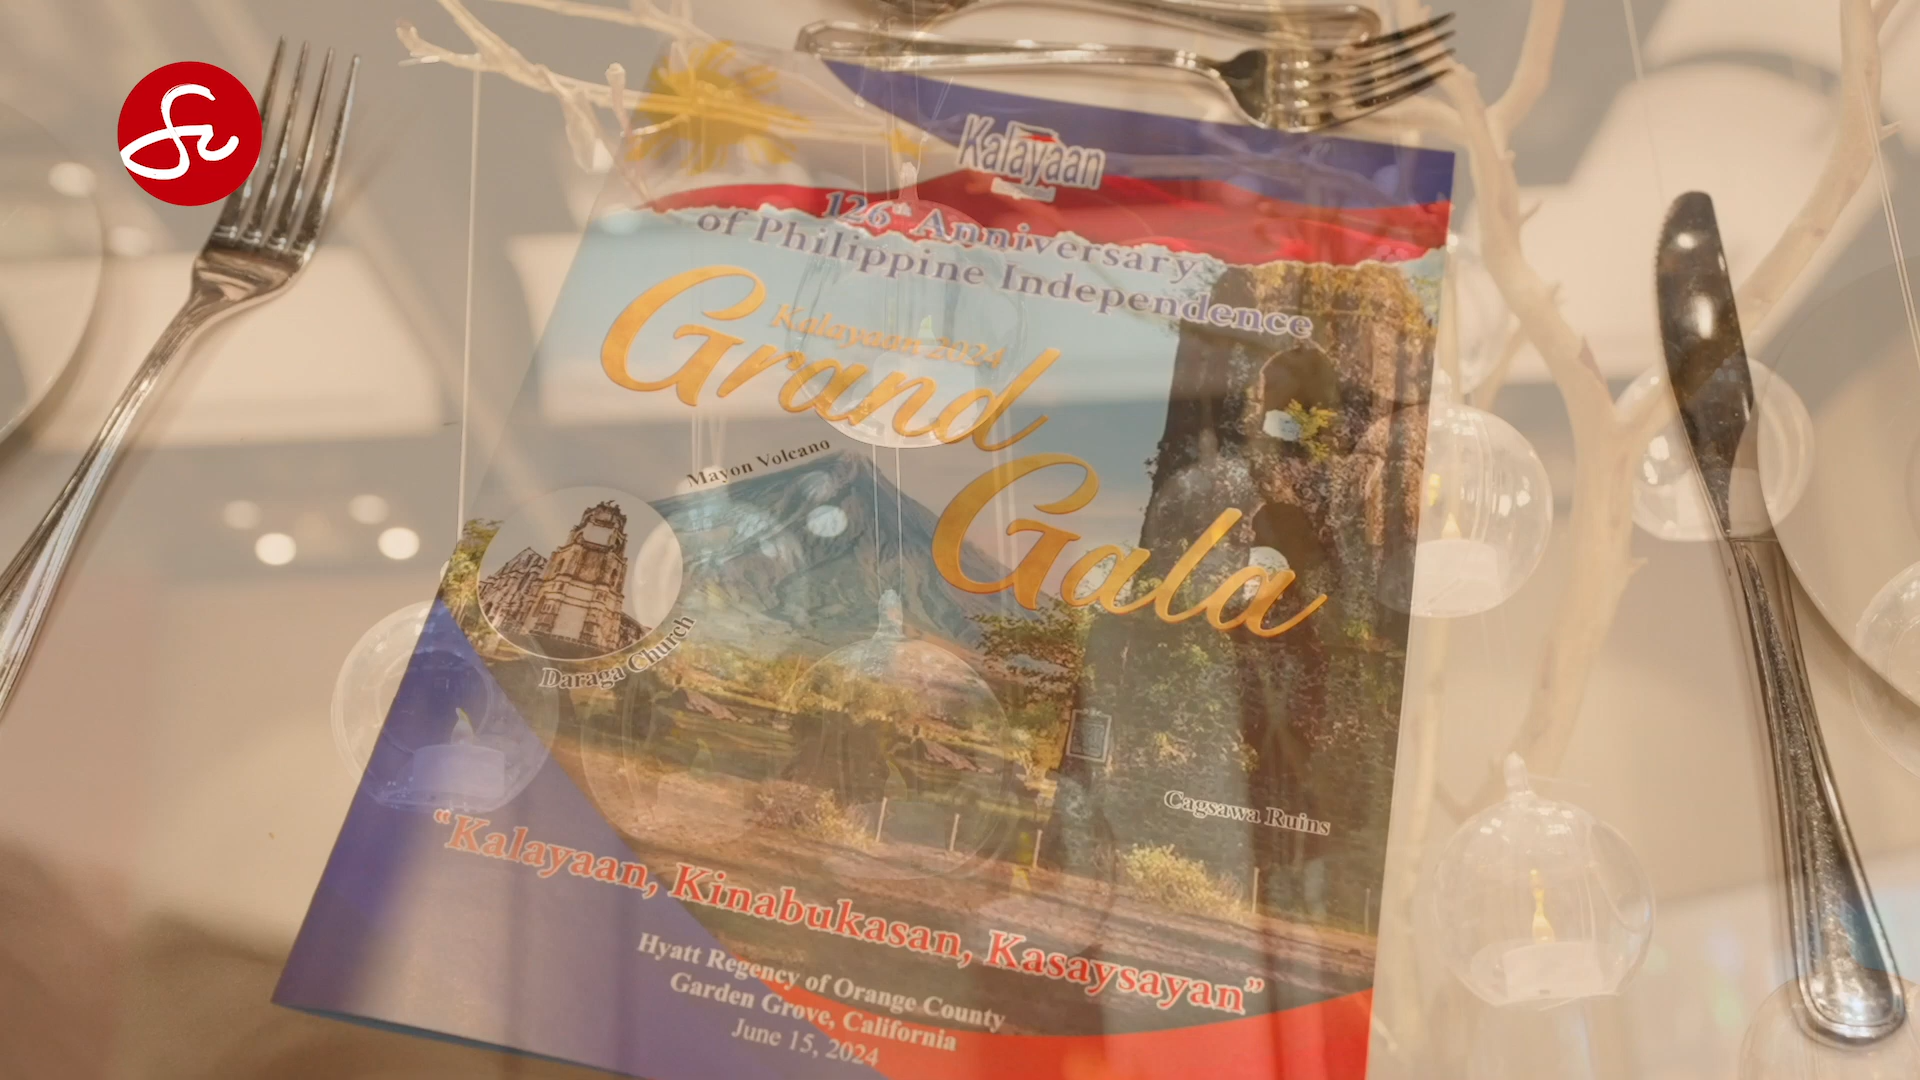 Kalayaan
126th Anniversary
of Philippine Independence
Kalayaan 2024
Grand
Gala
Mayon Volcano
Daraga Church
Cagsawa Ruins
“Kalayaan, Kinabukasan, Kasaysayan”
Hyatt Regency of Orange County
Garden Grove, California
June 15, 2024